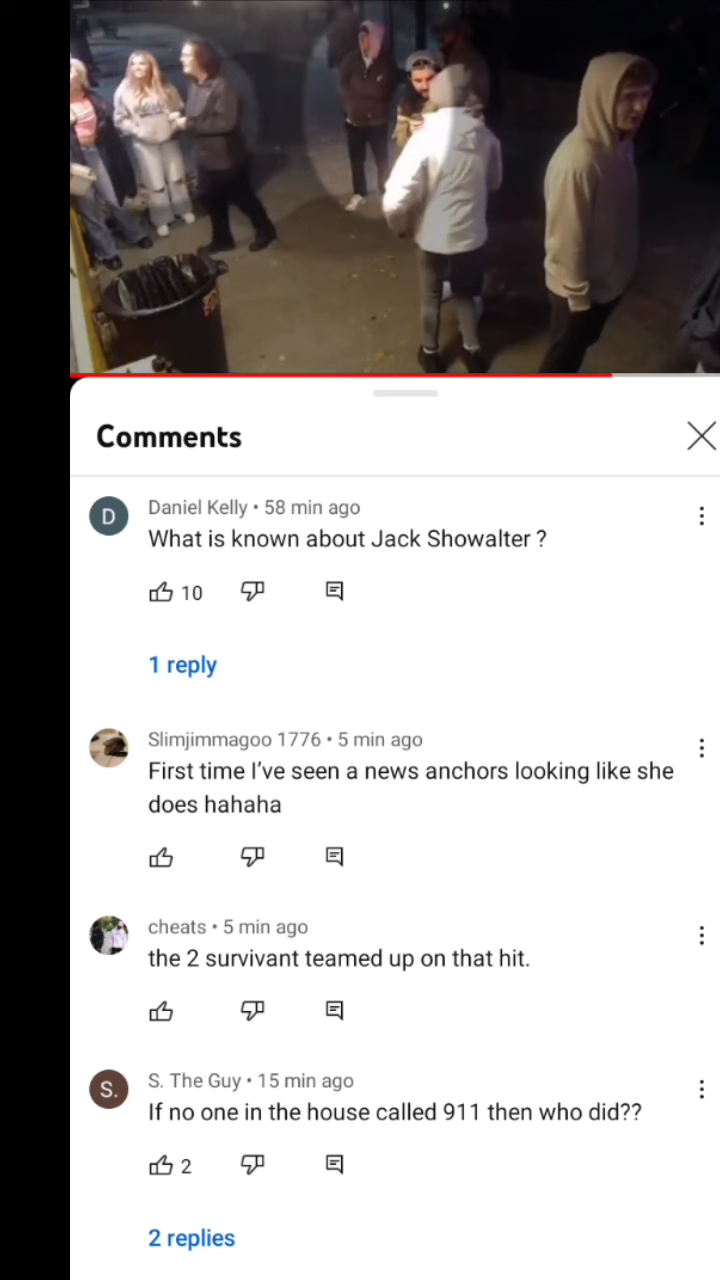 Comments
D
Daniel Kelly • 58 min ago
What is known about Jack Showalter ?
10
1 reply
Slimjimmagoo 1776 • 5 min ago
First time I've seen a news anchors looking like she
does hahaha
cheats • 5 min ago
the 2 survivant teamed up on that hit.
S.
S. The Guy • 15 min ago
If no one in the house called 911 then who did??
2
2 replies